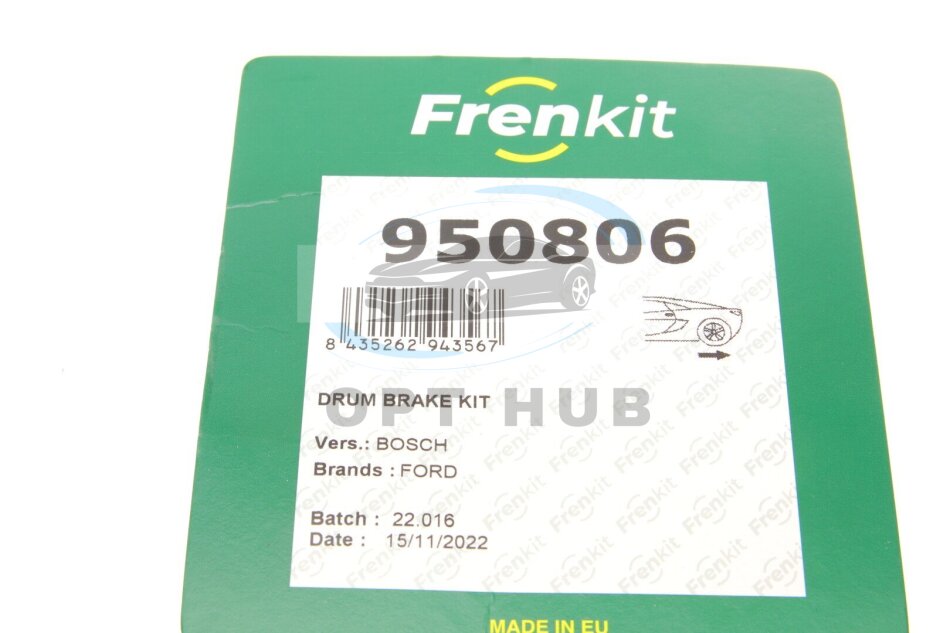 Frenkit
950806
8 435262 943567
DRUM BRAKE KIT
OPT HUB
Vers.: BOSCH
Brands : FORD
Batch : 22.016
Date : 15/11/2022
MADE IN EU